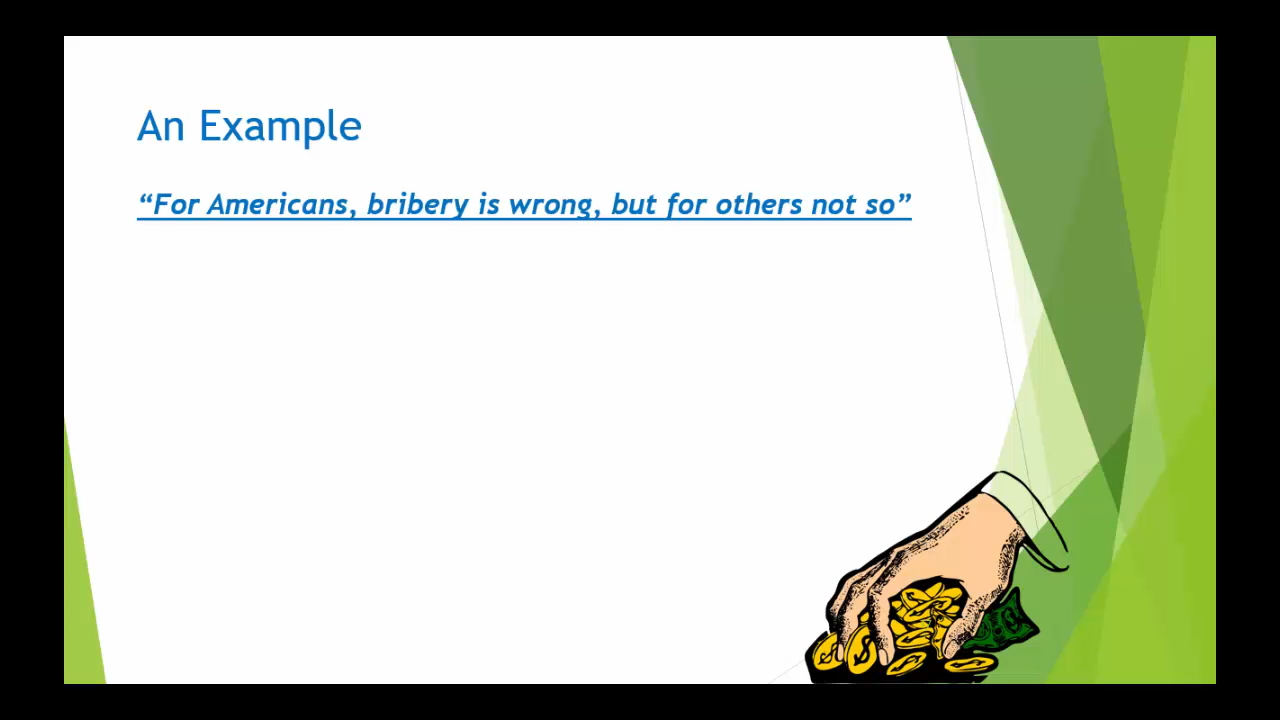 An Example
“For Americans, bribery is wrong, but for others not so”